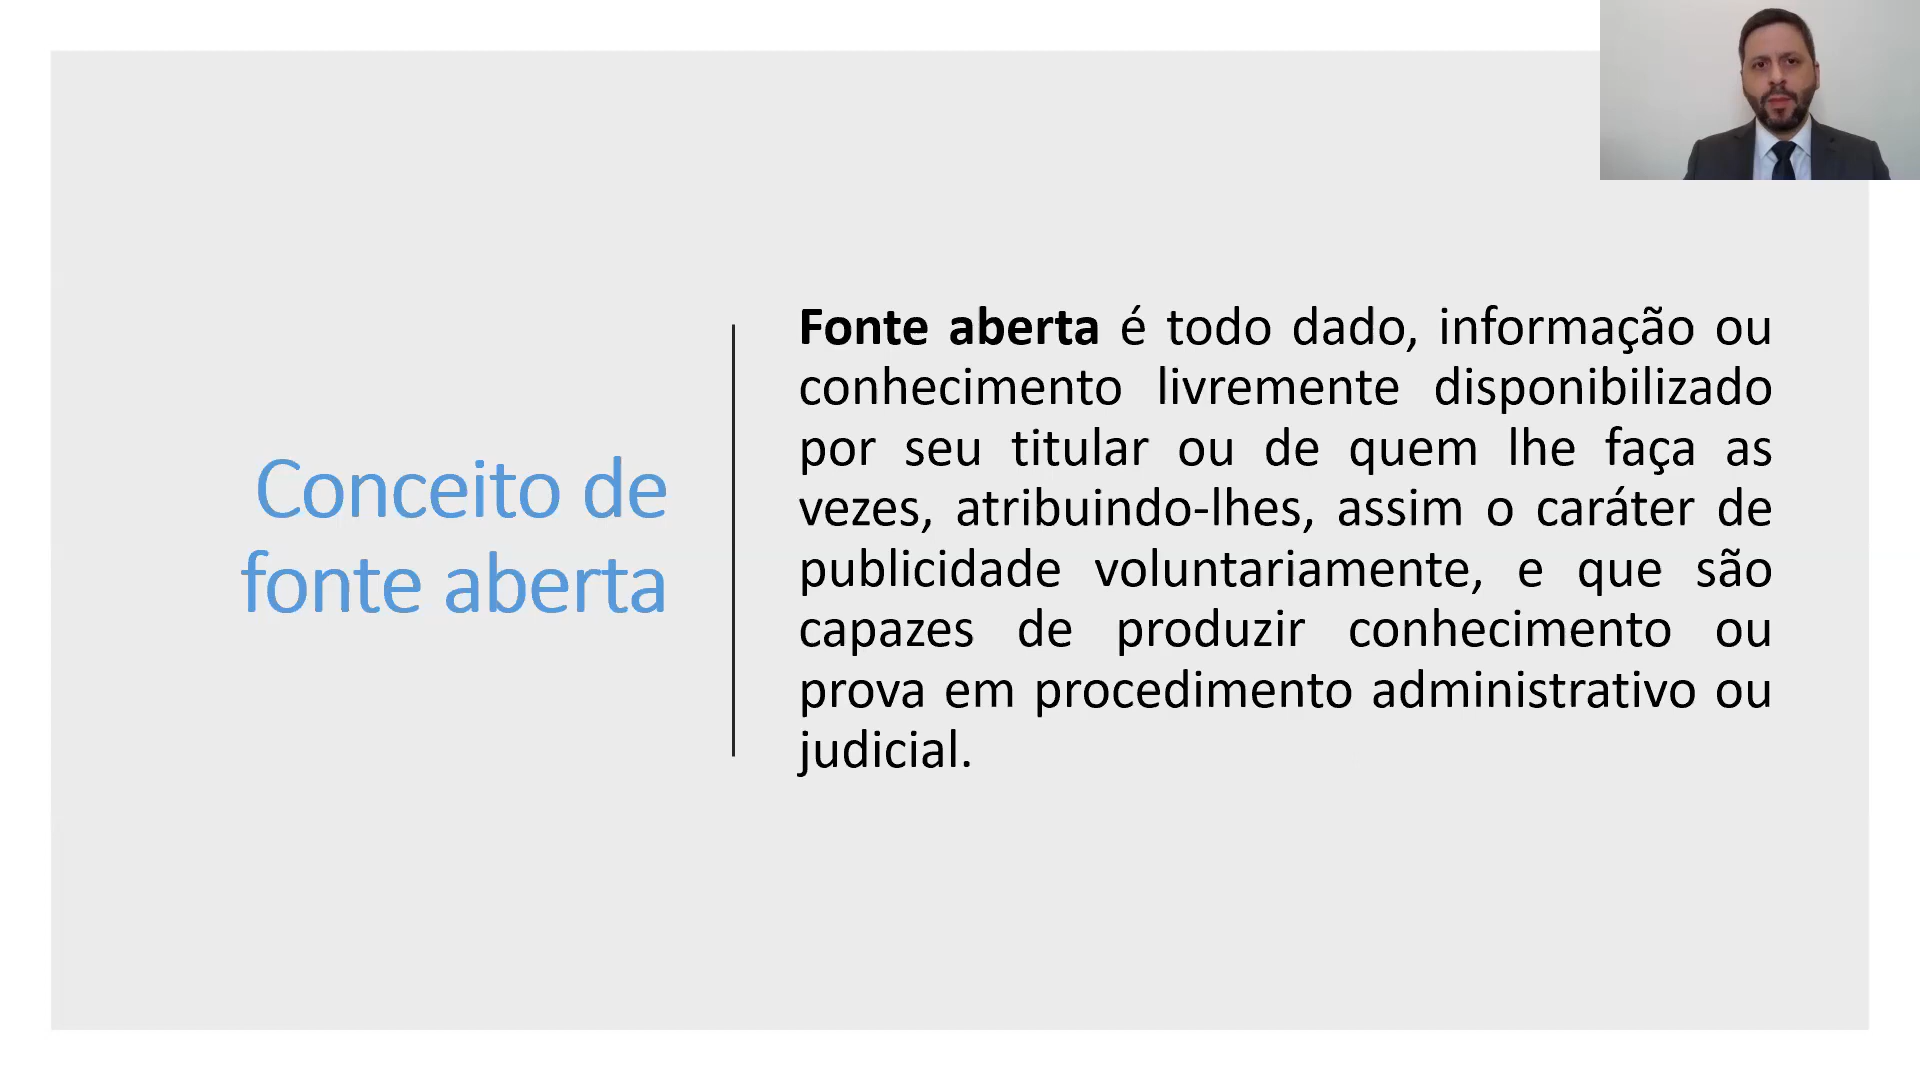 Conceito de
fonte aberta
Fonte aberta é todo dado, informação ou
conhecimento livremente disponibilizado
por seu titular ou de quem lhe faça as
vezes, atribuindo-lhes, assim o caráter de
publicidade voluntariamente, e que são
capazes de produzir conhecimento ou
prova em procedimento administrativo ou
judicial.